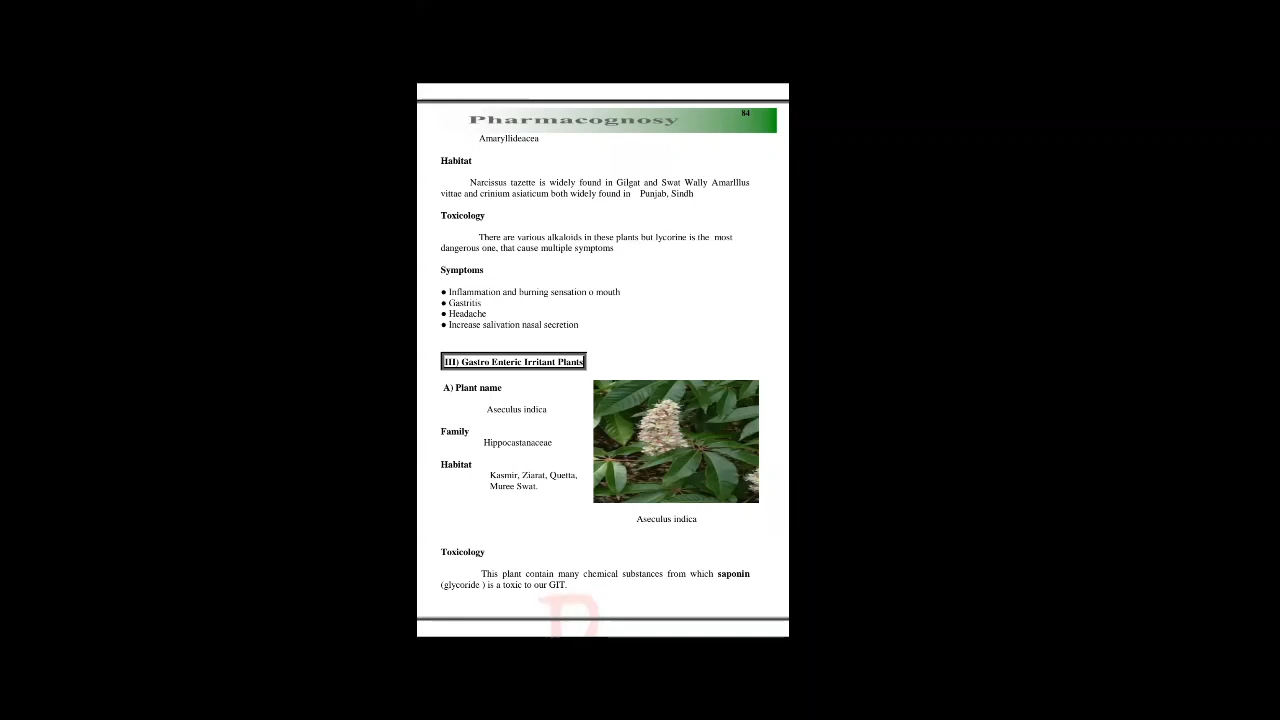 84
Pharmacognosy
Amaryllideacea
Habitat
Narcissus tazette is widely found in Gilgat and Swat Wally Amarlllus
vittae and crinium asiaticum both widely found in Punjab, Sindh
Toxicology
There are various alkaloids in these plants but lycorine is the most
dangerous one, that cause multiple symptoms
Symptoms
● Inflammation and burning sensation o mouth
● Gastritis
● Headache
● Increase salivation nasal secretion
III) Gastro Enteric Irritant Plants
A) Plant name
Aseculus indica
Family
Hippocastanaceae
Habitat
Kasmir, Ziarat, Quetta,
Muree Swat.
Aseculus indica
Toxicology
This plant contain many chemical substances from which saponin
(glycoride ) is a toxic to our GIT.